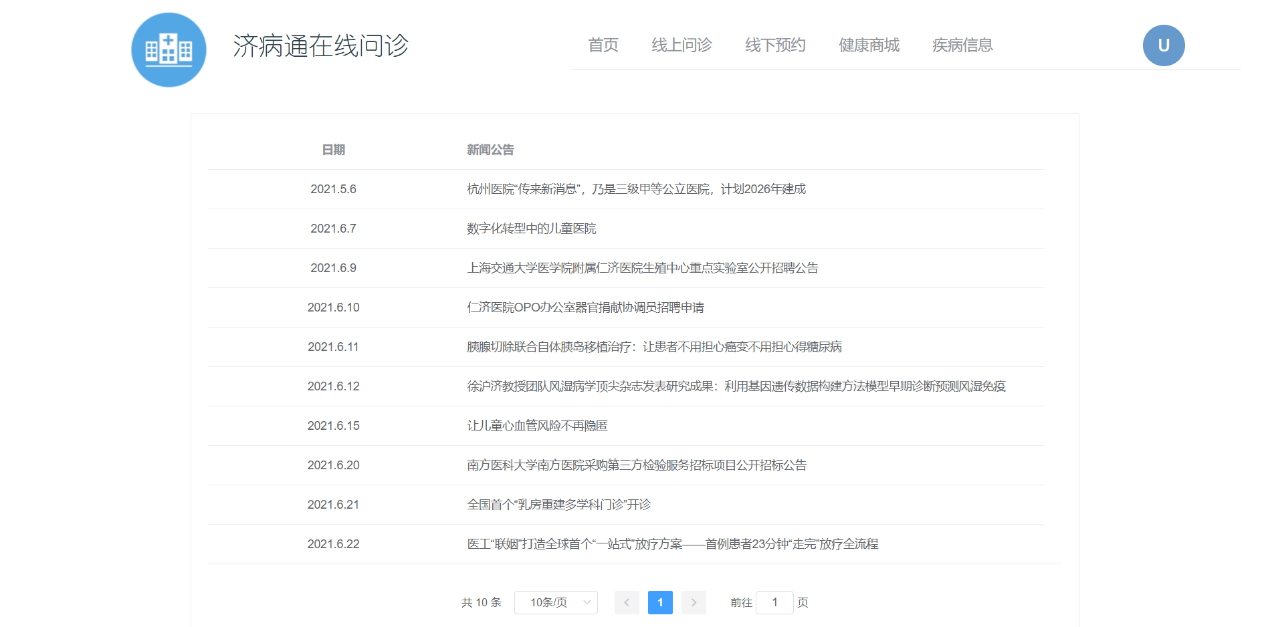 济病通在线问诊
首页 线上问诊 线下预约 健康商城 疾病信息 U
日期 新闻公告
2021.5.6 杭州医院“传来新消息”，乃是三级甲等公立医院，计划2026年建成
2021.6.7 数字化转型中的儿童医院
2021.6.9 上海交通大学医学院附属仁济医院生殖中心重点实验室公开招聘公告
2021.6.10 仁济医院OPO办公室器官捐献协调员招聘申请
2021.6.11 胰腺切除联合自体胰岛移植治疗：让患者不用担心癌变不用担心得糖尿病
2021.6.12 徐沪济教授团队风湿病学顶尖杂志发表研究成果：利用基因遗传数据构建方法模型早期诊断预测风湿免疫
2021.6.15 让儿童心血管风险不再隐匿
2021.6.20 南方医科大学南方医院采购第三方检验服务招标项目公开招标公告
2021.6.21 全国首个“乳房重建多学科门诊”开诊
2021.6.22 医工“联姻”打造全球首个“一站式”放疗方案——首例患者23分钟“走完”放疗全流程
共 10 条 10条/页 1 前往 1 页